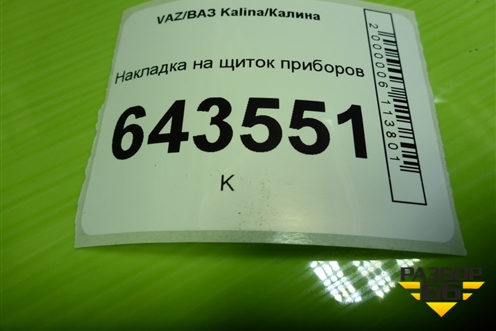 VAZ/ВАЗ Kalina/Калина
Накладка на щиток приборов
643551
К
2000006113801
РАЗБОР
66